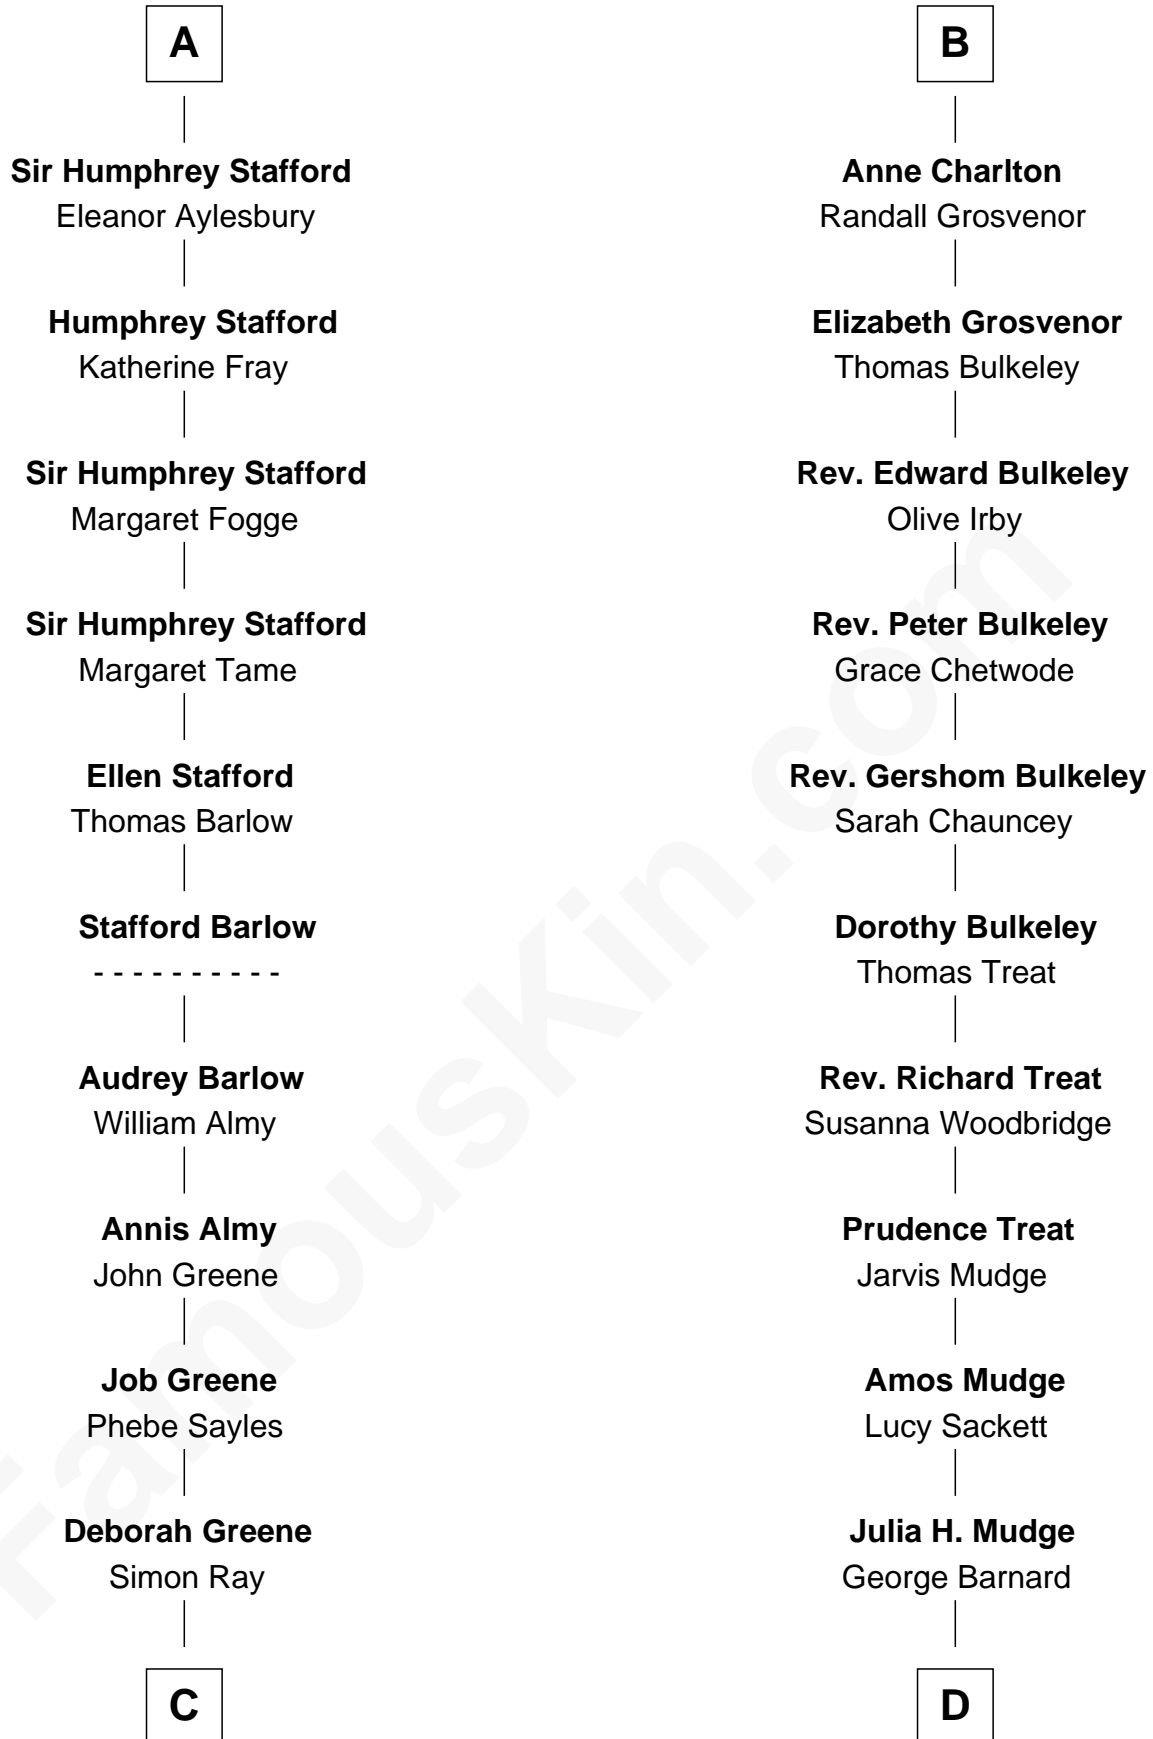 A
Sir Humphrey Stafford
Eleanor Aylesbury
Humphrey Stafford
Katherine Fray
Sir Humphrey Stafford
Margaret Fogge
Sir Humphrey Stafford
Margaret Tame
Ellen Stafford
Thomas Barlow
Stafford Barlow
- - - - - - - - - -
Audrey Barlow
William Almy
Annis Almy
John Greene
Job Greene
Phebe Sayles
Deborah Greene
Simon Ray
C
B
Anne Charlton
Randall Grosvenor
Elizabeth Grosvenor
Thomas Bulkeley
Rev. Edward Bulkeley
Olive Irby
Rev. Peter Bulkeley
Grace Chetwode
Rev. Gershom Bulkeley
Sarah Chauncey
Dorothy Bulkeley
Thomas Treat
Rev. Richard Treat
Susanna Woodbridge
Prudence Treat
Jarvis Mudge
Amos Mudge
Lucy Sackett
Julia H. Mudge
George Barnard
D
FamousKin.com